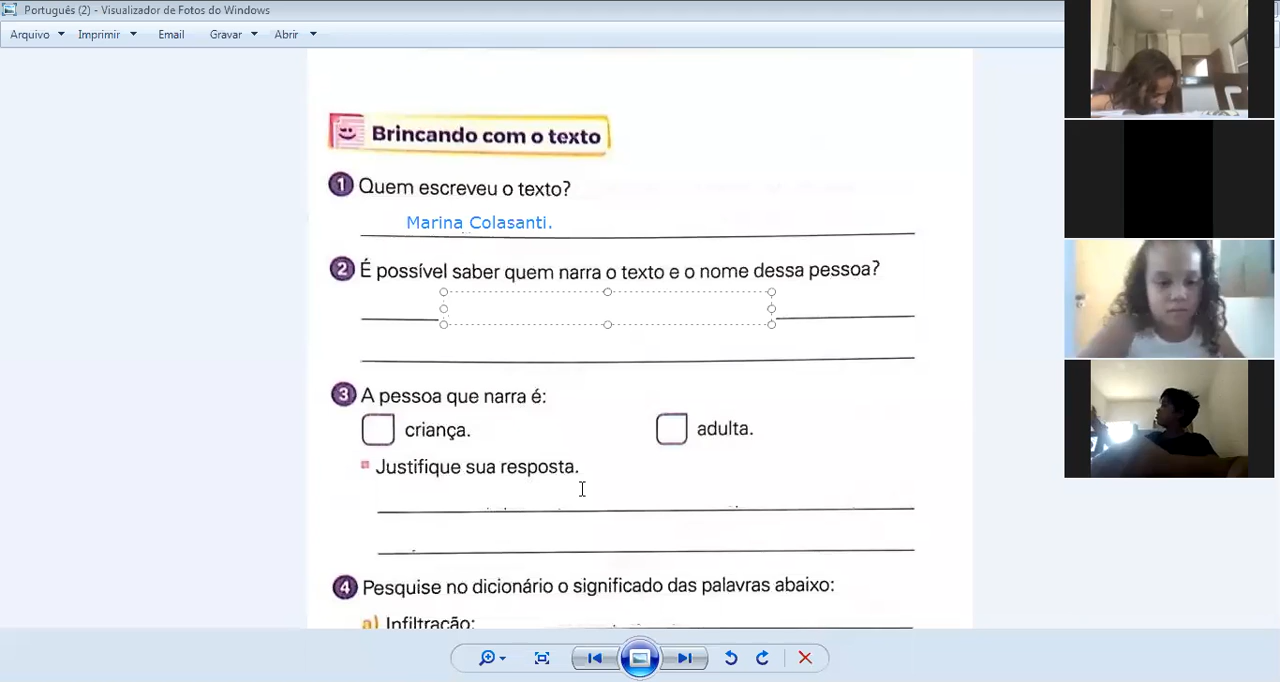 Português (2) - Visualizador de Fotos do Windows
Arquivo Imprimir Email Gravar Abrir
Brincando com o texto
1 Quem escreveu o texto?
Marina Colasanti.
2 É possível saber quem narra o texto e o nome dessa pessoa?
3 A pessoa que narra é:
criança. adulta.
Justifique sua resposta.
4 Pesquise no dicionário o significado das palavras abaixo:
a) Infiltração: